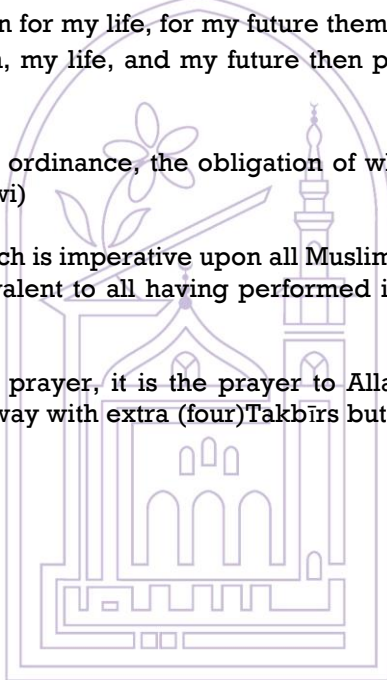 n for my life, for my future them
, my life, and my future then p
ordinance, the obligation of w
wi)
ch is imperative upon all Muslim
valent to all having performed i
prayer, it is the prayer to Alla
way with extra (four)Takbīrs but